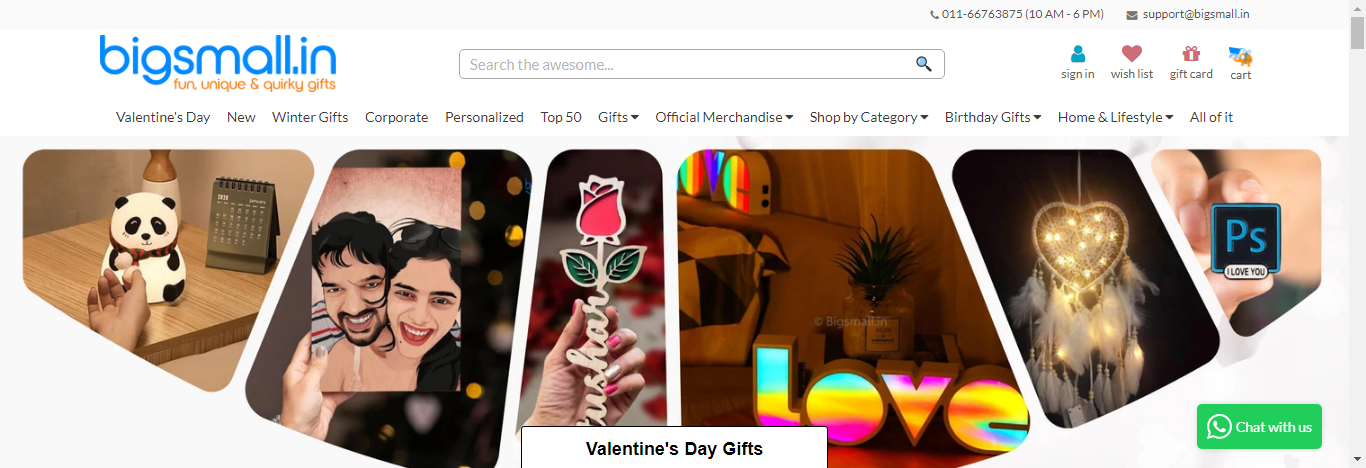 011-66763875 (10 AM - 6 PM) support@bigsmall.in
bigsmall.in
fun, unique & quirky gifts
Search the awesome...
sign in wish list gift card cart
Valentine's Day New Winter Gifts Corporate Personalized Top 50 Gifts Official Merchandise Shop by Category Birthday Gifts Home & Lifestyle All of it
January
LOVE
Ps
I LOVE YOU
© Bigsmall.in
Love
Valentine's Day Gifts
Chat with us